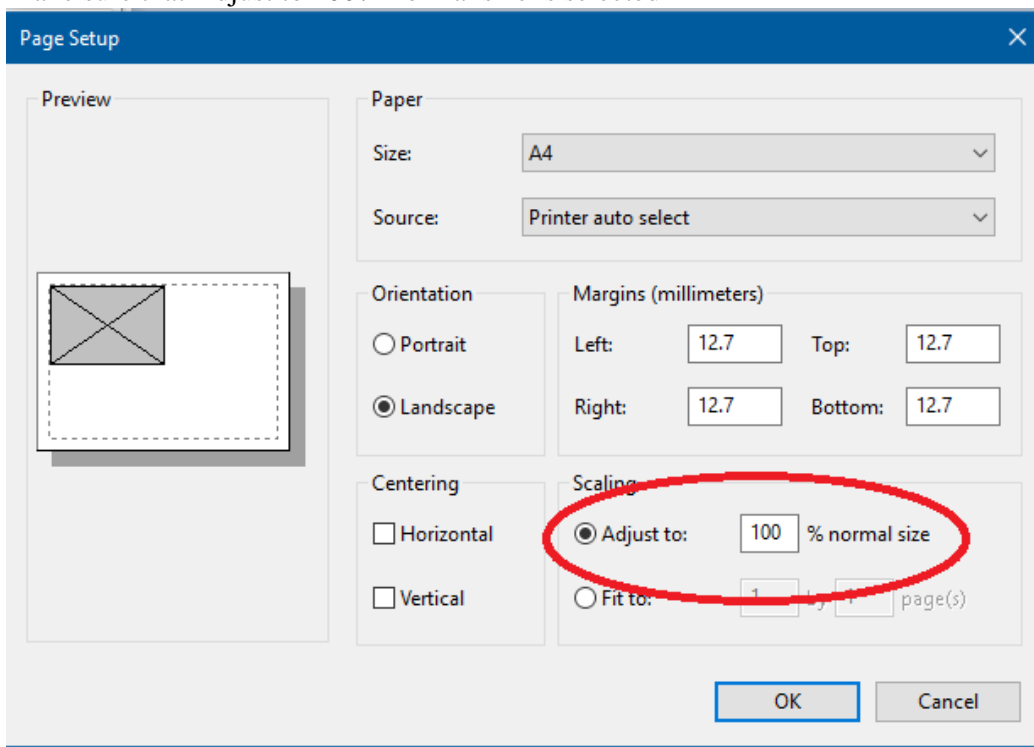 Page Setup
Preview
Paper
Size: A4
Source: Printer auto select
Orientation
Portrait
Landscape
Margins (millimeters)
Left: 12.7 Top: 12.7
Right: 12.7 Bottom: 12.7
Centering
Horizontal
Vertical
Scaling
Adjust to: 100 % normal size
Fit to: 1 by page(s)
OK Cancel